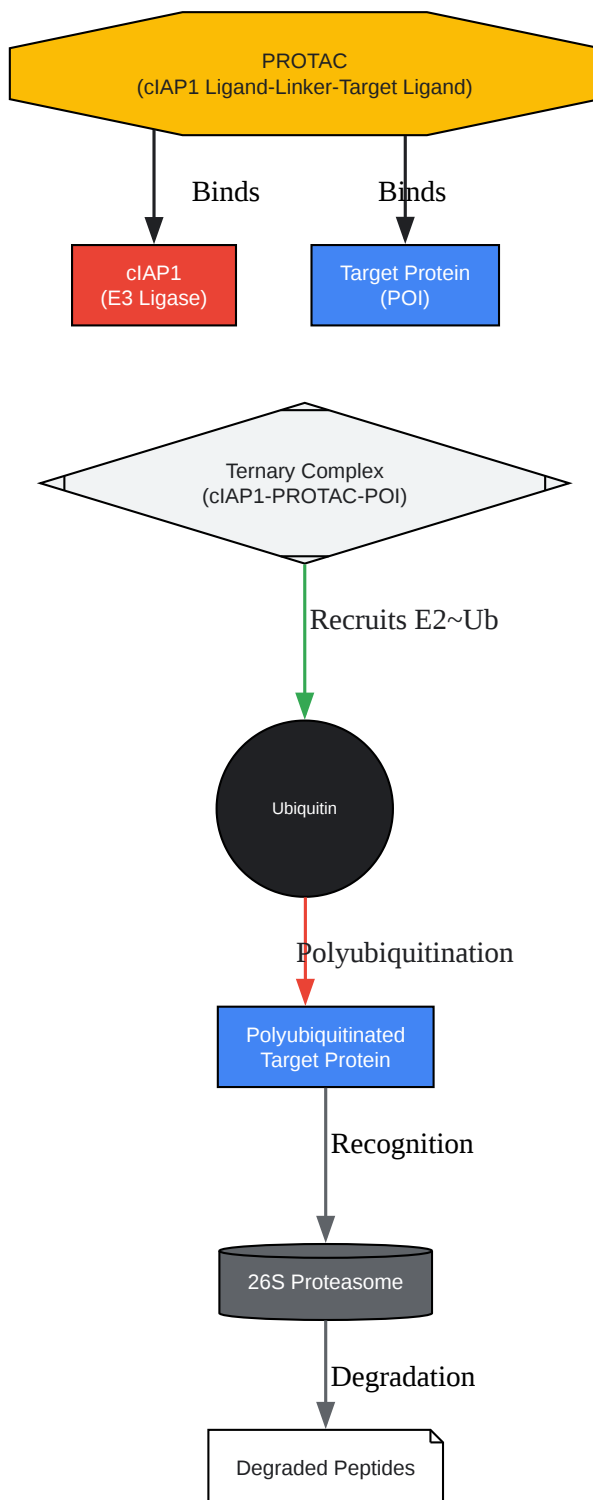 PROTAC
(cIAP1 Ligand-Linker-Target Ligand)
Binds
Binds
cIAP1
(E3 Ligase)
Target Protein
(POI)
Ternary Complex
(cIAP1-PROTAC-POI)
Recruits E2~Ub
Ubiquitin
Polyubiquitination
Polyubiquitinated
Target Protein
Recognition
26S Proteasome
Degradation
Degraded Peptides